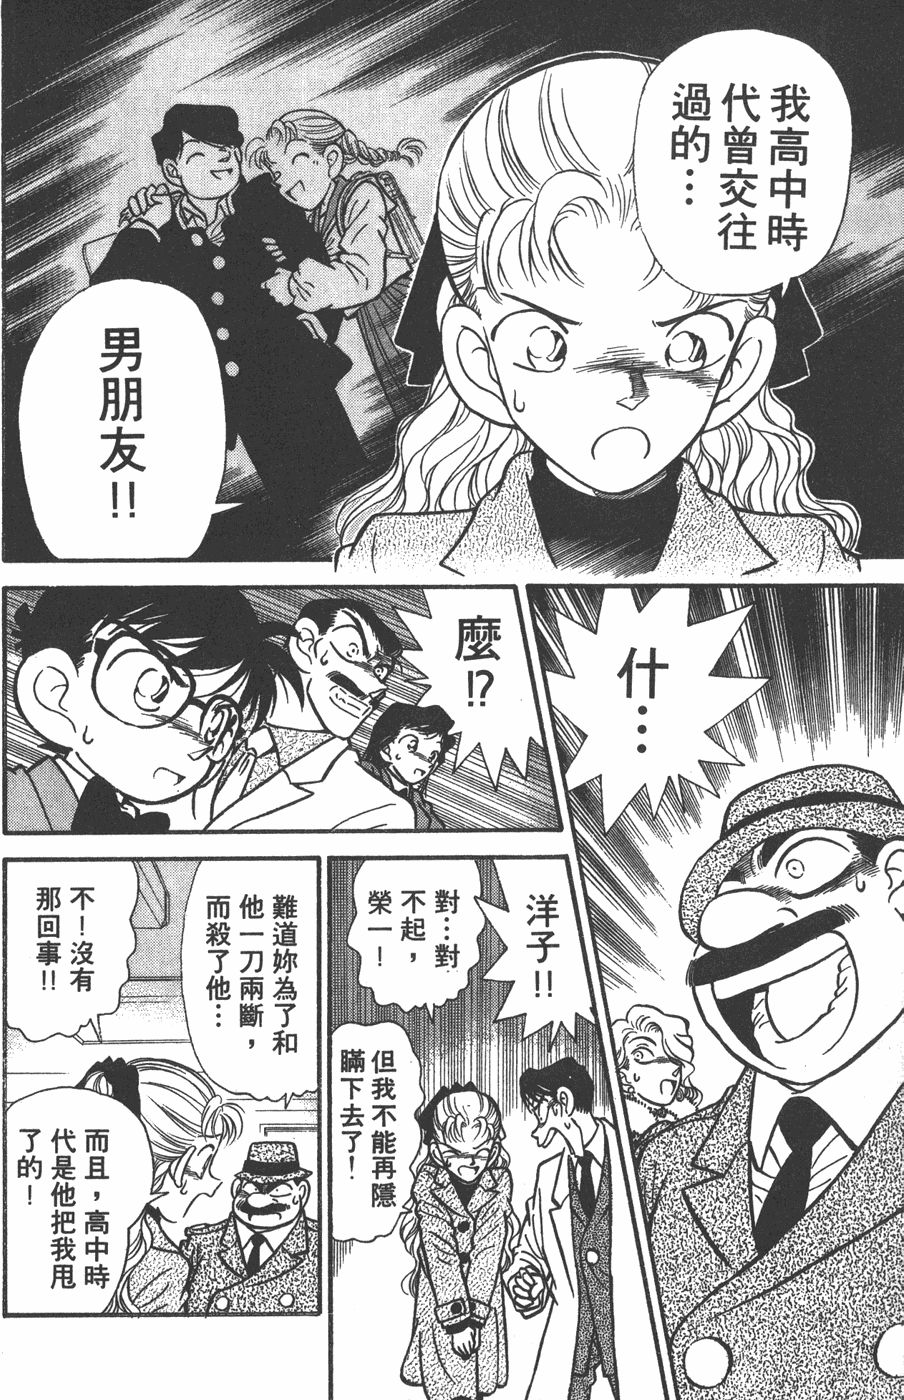 我高中時
代曾交往
過的…
男朋友!!
什…
麼!?
洋子!!
對…對
不起，
榮一！
但我不能再隱
瞞下去了！
難道妳為了和
他一刀兩斷，
而殺了他…
不！沒有
那回事!!
而且，高中時
代是他把我甩
了的！